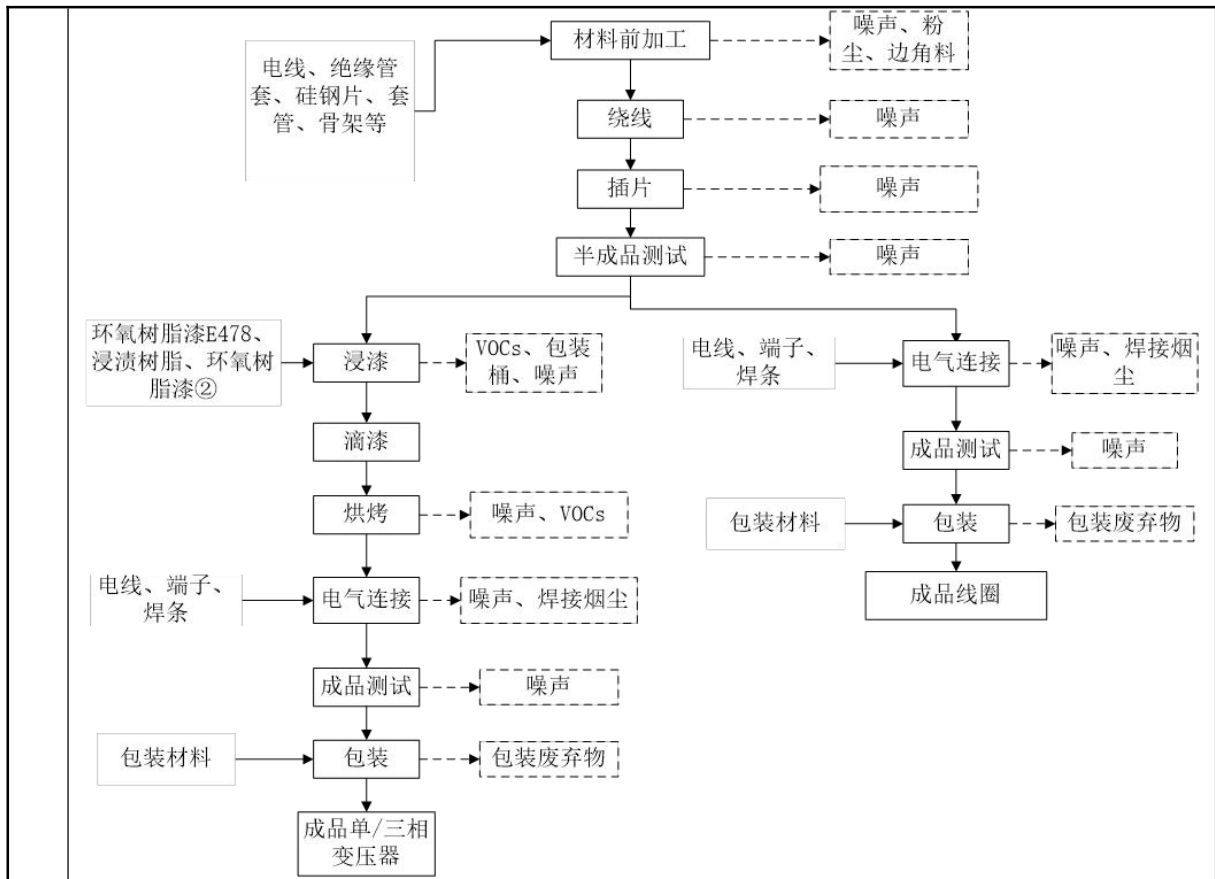 噪声、粉
尘、边角料
材料前加工
电线、绝缘管
套、硅钢片、套
管、骨架等
绕线
噪声
插片
噪声
半成品测试
噪声
环氧树脂漆E478、
浸渍树脂、环氧树
脂漆②
浸漆
VOCs、包装
桶、噪声
滴漆
烘烤
噪声、VOCs
电线、端子、
焊条
电气连接
噪声、焊接烟尘
成品测试
噪声
包装材料
包装
包装废弃物
成品单/三相
变压器
电线、端子、
焊条
电气连接
噪声、焊接烟
尘
成品测试
噪声
包装材料
包装
包装废弃物
成品线圈